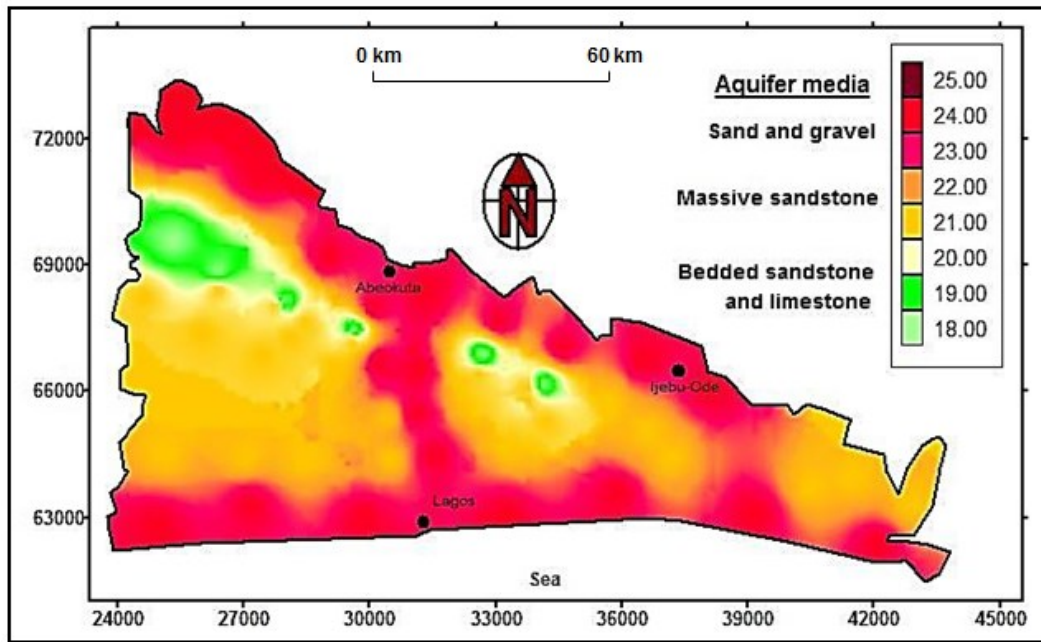 0 km 60 km
Aquifer media
Sand and gravel
Massive sandstone
Bedded sandstone
and limestone
25.00
24.00
23.00
22.00
21.00
20.00
19.00
18.00
72000
69000
66000
63000
N
Abeokuta
Ijebu-Ode
Lagos
Sea
24000 27000 30000 33000 36000 39000 42000 45000